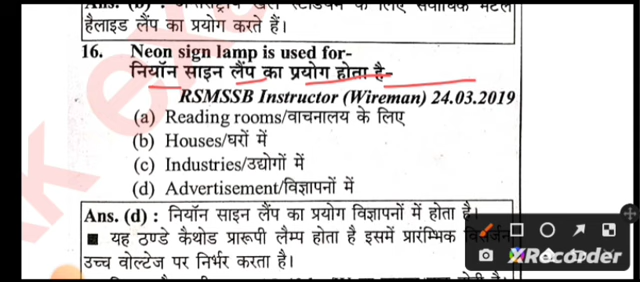 हैलाइड लैंप का प्रयोग करते हैं।
16. Neon sign lamp is used for-
नियॉन साइन लैंप का प्रयोग होता है-
RSMSSB Instructor (Wireman) 24.03.2019
(a) Reading rooms/वाचनालय के लिए
(b) Houses/घरों में
(c) Industries/उद्योगों में
(d) Advertisement/विज्ञापनों में
Ans. (d) : नियॉन साइन लैंप का प्रयोग विज्ञापनों में होता है।
■ यह ठण्डे कैथोड प्रारूपी लैम्प होता है इसमें प्रारंम्भिक विसर्जन
उच्च वोल्टेज पर निर्भर करता है।
XRecorder